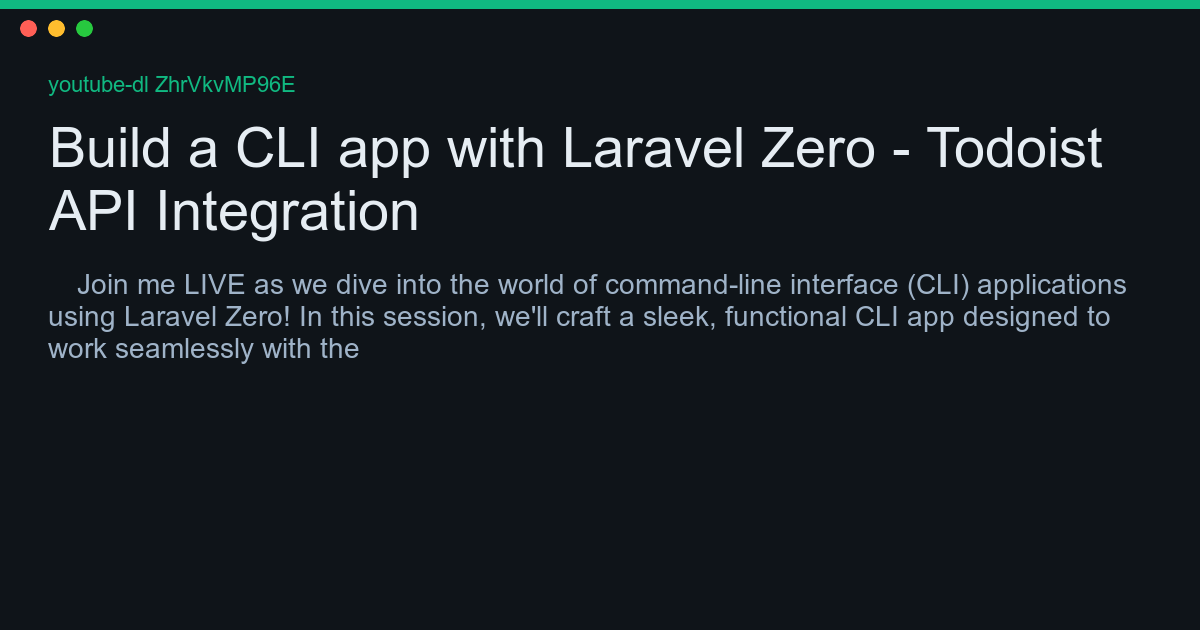 youtube-dl ZhrVkvMP96E
Build a CLI app with Laravel Zero - Todoist
API Integration
Join me LIVE as we dive into the world of command-line interface (CLI) applications
using Laravel Zero! In this session, we'll craft a sleek, functional CLI app designed to
work seamlessly with the